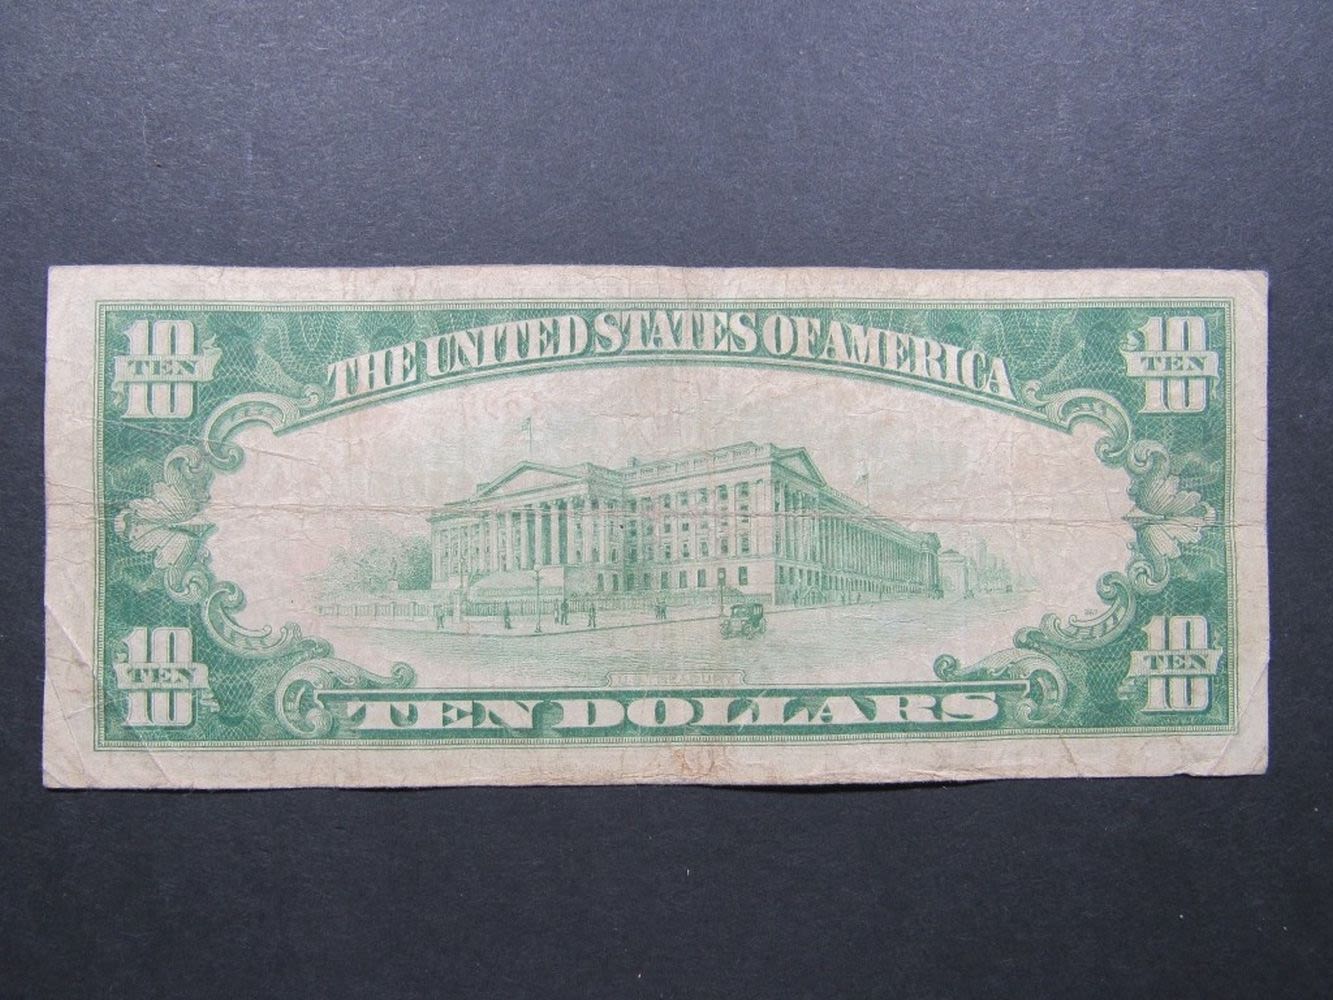 THE UNITED STATES OF AMERICA
10 TEN 10
10 TEN 10
10 TEN 10
10 TEN 10
U.S. TREASURY
TEN DOLLARS